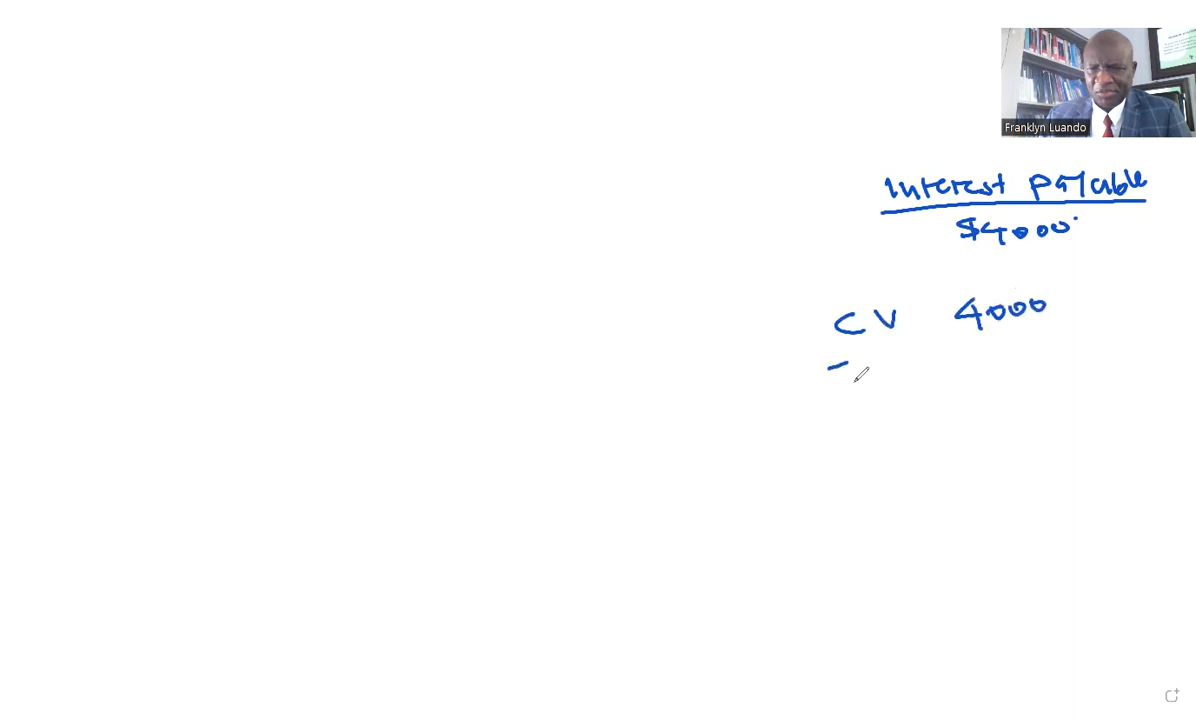 Franklyn Luando
Interest payable
$4000
CV 4000
-